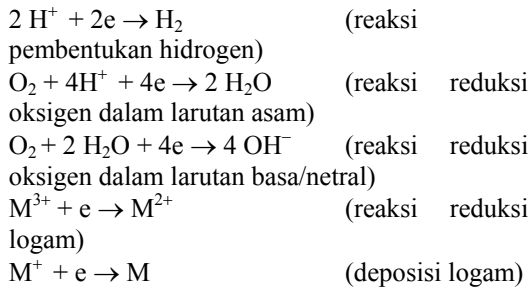 2 H⁺ + 2e → H₂ (reaksi
pembentukan hidrogen)
O₂ + 4H⁺ + 4e → 2 H₂O (reaksi reduksi
oksigen dalam larutan asam)
O₂ + 2 H₂O + 4e → 4 OH⁻ (reaksi reduksi
oksigen dalam larutan basa/netral)
M³⁺ + e → M²⁺ (reaksi reduksi
logam)
M⁺ + e → M (deposisi logam)